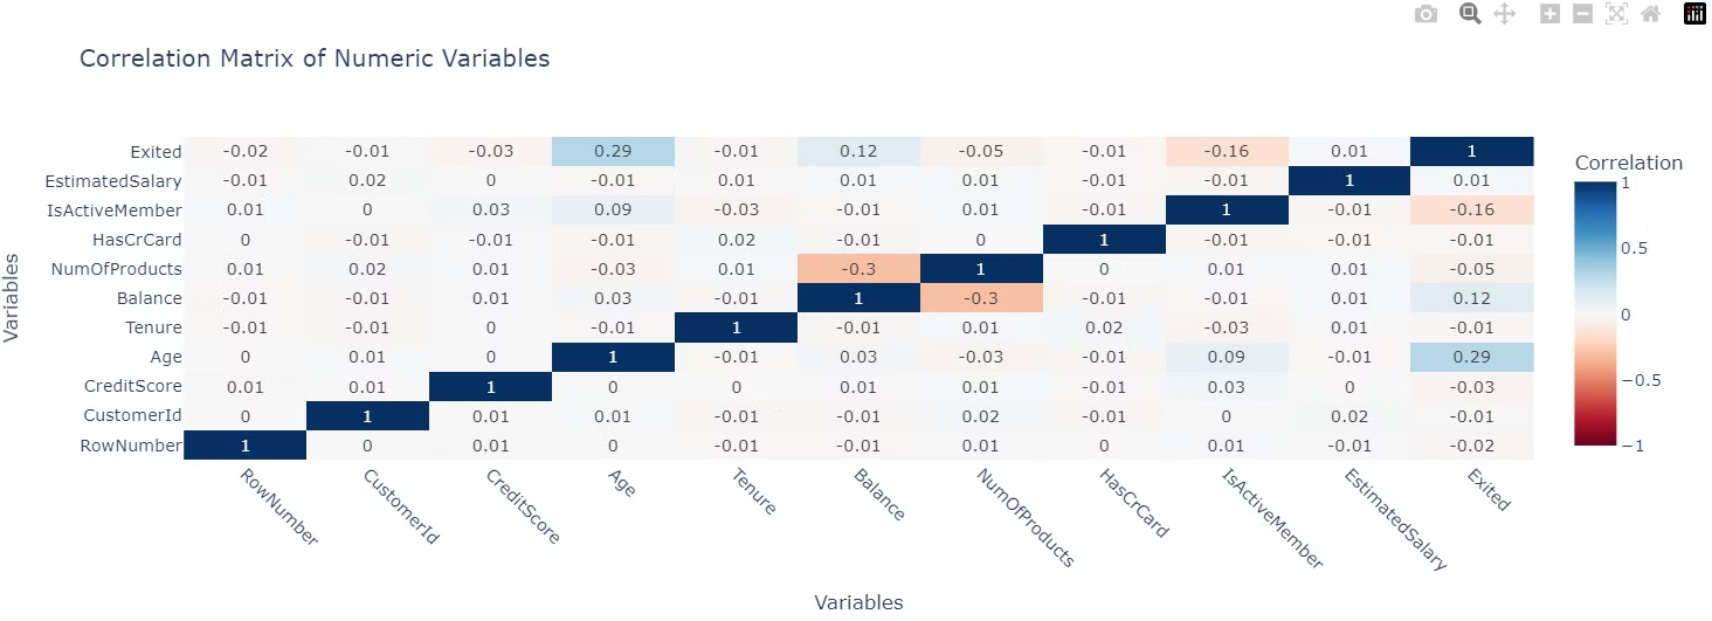 Correlation Matrix of Numeric Variables
Exited -0.02 -0.01 -0.03 0.29 -0.01 0.12 -0.05 -0.01 -0.16 0.01 1
EstimatedSalary -0.01 0.02 0 -0.01 0.01 0.01 0.01 -0.01 -0.01 1 0.01
IsActiveMember 0.01 0 0.03 0.09 -0.03 -0.01 0.01 -0.01 1 -0.01 -0.16
HasCrCard 0 -0.01 -0.01 -0.01 0.02 -0.01 0 1 -0.01 -0.01 -0.01
NumOfProducts 0.01 0.02 0.01 -0.03 0.01 -0.3 1 0 0.01 0.01 -0.05
Balance -0.01 -0.01 0.01 0.03 -0.01 1 -0.3 -0.01 -0.01 0.01 0.12
Tenure -0.01 -0.01 0 -0.01 1 -0.01 0.01 0.02 -0.03 0.01 -0.01
Age 0 0.01 0 1 -0.01 0.03 -0.03 -0.01 0.09 -0.01 0.29
CreditScore 0.01 0.01 1 0 0 0.01 0.01 -0.01 0.03 0 -0.03
CustomerId 0 1 0.01 0.01 -0.01 -0.01 0.02 -0.01 0 0.02 -0.01
RowNumber 1 0 0.01 0 -0.01 -0.01 0.01 0 0.01 -0.01 -0.02
Variables
RowNumber
CustomerId
CreditScore
Age
Tenure
Balance
NumOfProducts
HasCrCard
IsActiveMember
EstimatedSalary
Exited
Variables
Correlation
1
0.5
0
−0.5
−1